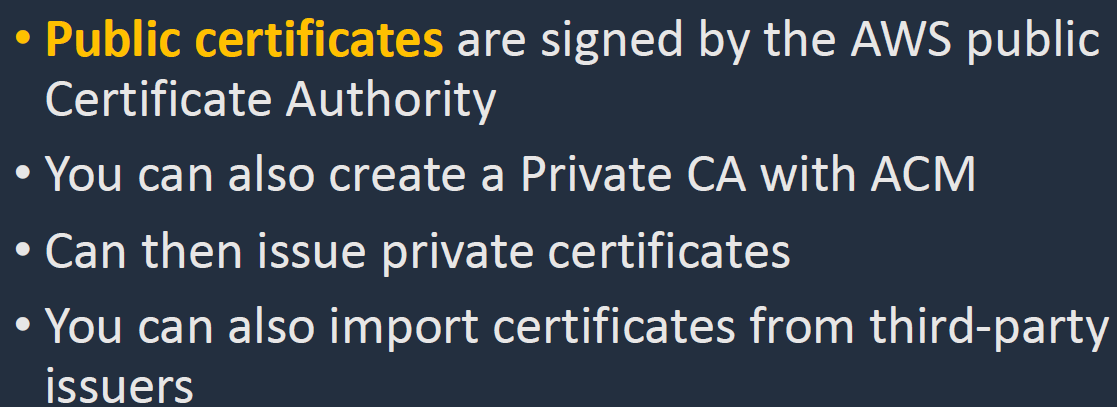 • Public certificates are signed by the AWS public
Certificate Authority
• You can also create a Private CA with ACM
• Can then issue private certificates
• You can also import certificates from third-party
issuers